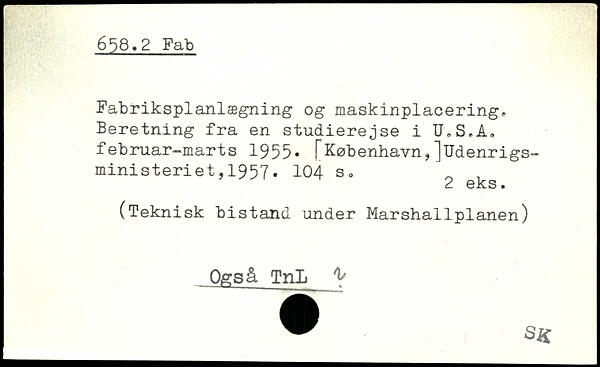 658.2 Fab
Fabriksplanlægning og maskinplacering.
Beretning fra en studierejse i U.S.A.
februar-marts 1955. [København,]Udenrigs-
ministeriet,1957. 104 s.
2 eks.
(Teknisk bistand under Marshallplanen)
Også TnL ?
SK